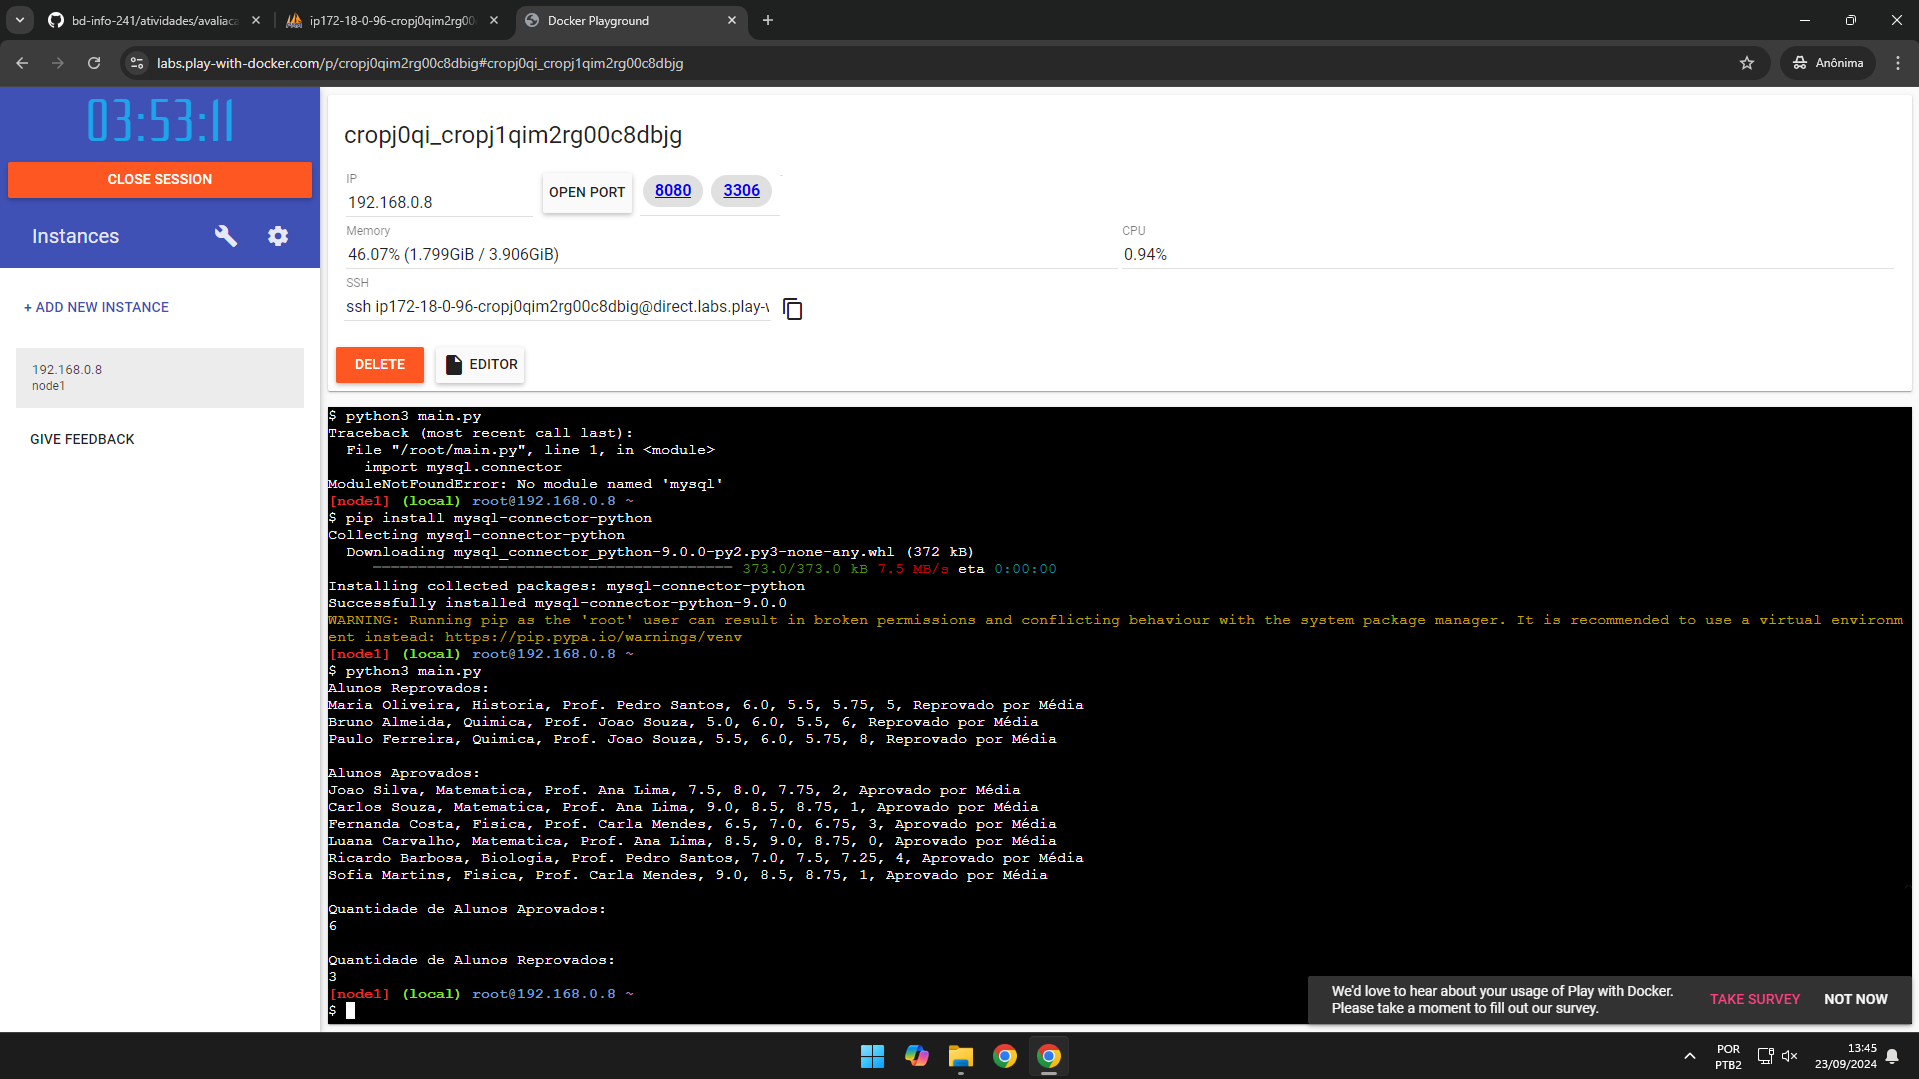 bd-info-241/atividades/avaliaca
ip172-18-0-96-cropj0qim2rg00
Docker Playground
labs.play-with-docker.com/p/cropj0qim2rg00c8dbig#cropj0qi_cropj1qim2rg00c8dbjg
Anônima
03:53:11
CLOSE SESSION
Instances
+ ADD NEW INSTANCE
192.168.0.8
node1
GIVE FEEDBACK
cropj0qi_cropj1qim2rg00c8dbjg
IP
192.168.0.8
OPEN PORT
8080
3306
Memory
46.07% (1.799GiB / 3.906GiB)
CPU
0.94%
SSH
ssh ip172-18-0-96-cropj0qim2rg00c8dbig@direct.labs.play-w
DELETE
EDITOR
$ python3 main.py
Traceback (most recent call last):
File "/root/main.py", line 1, in <module>
import mysql.connector
ModuleNotFoundError: No module named 'mysql'
[node1] (local) root@192.168.0.8 ~
$ pip install mysql-connector-python
Collecting mysql-connector-python
Downloading mysql_connector_python-9.0.0-py2.py3-none-any.whl (372 kB)
373.0/373.0 kB 7.5 MB/s eta 0:00:00
Installing collected packages: mysql-connector-python
Successfully installed mysql-connector-python-9.0.0
WARNING: Running pip as the 'root' user can result in broken permissions and conflicting behaviour with the system package manager. It is recommended to use a virtual environm
ent instead: https://pip.pypa.io/warnings/venv
[node1] (local) root@192.168.0.8 ~
$ python3 main.py
Alunos Reprovados:
Maria Oliveira, Historia, Prof. Pedro Santos, 6.0, 5.5, 5.75, 5, Reprovado por Média
Bruno Almeida, Quimica, Prof. Joao Souza, 5.0, 6.0, 5.5, 6, Reprovado por Média
Paulo Ferreira, Quimica, Prof. Joao Souza, 5.5, 6.0, 5.75, 8, Reprovado por Média
Alunos Aprovados:
Joao Silva, Matematica, Prof. Ana Lima, 7.5, 8.0, 7.75, 2, Aprovado por Média
Carlos Souza, Matematica, Prof. Ana Lima, 9.0, 8.5, 8.75, 1, Aprovado por Média
Fernanda Costa, Fisica, Prof. Carla Mendes, 6.5, 7.0, 6.75, 3, Aprovado por Média
Luana Carvalho, Matematica, Prof. Ana Lima, 8.5, 9.0, 8.75, 0, Aprovado por Média
Ricardo Barbosa, Biologia, Prof. Pedro Santos, 7.0, 7.5, 7.25, 4, Aprovado por Média
Sofia Martins, Fisica, Prof. Carla Mendes, 9.0, 8.5, 8.75, 1, Aprovado por Média
Quantidade de Alunos Aprovados:
6
Quantidade de Alunos Reprovados:
3
[node1] (local) root@192.168.0.8 ~
$
We'd love to hear about your usage of Play with Docker.
Please take a moment to fill out our survey.
TAKE SURVEY
NOT NOW
POR
PTB2
13:45
23/09/2024